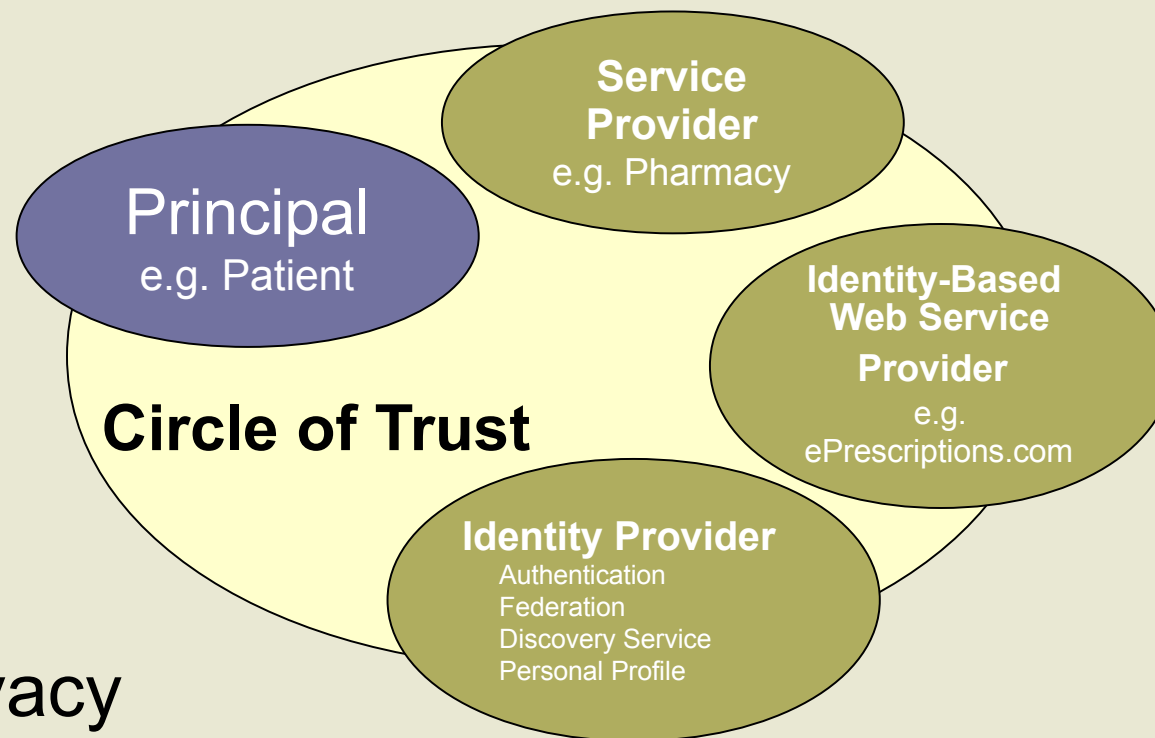 Service
Provider
e.g. Pharmacy
Principal
e.g. Patient
Identity-Based
Web Service
Provider
e.g.
ePrescriptions.com
Circle of Trust
Identity Provider
Authentication
Federation
Discovery Service
Personal Profile
vacy